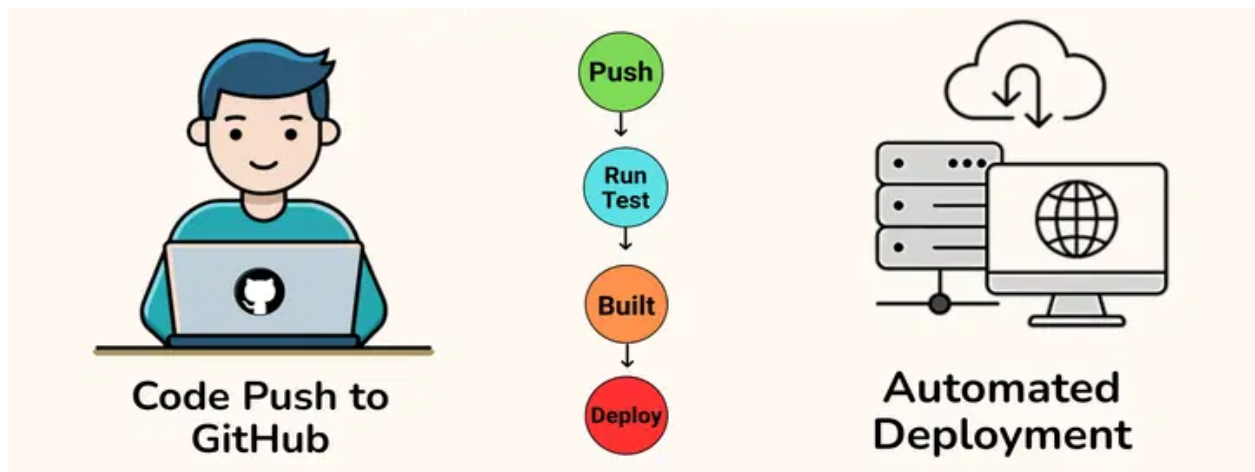 Code Push to
GitHub
Push
Run
Test
Built
Deploy
Automated
Deployment